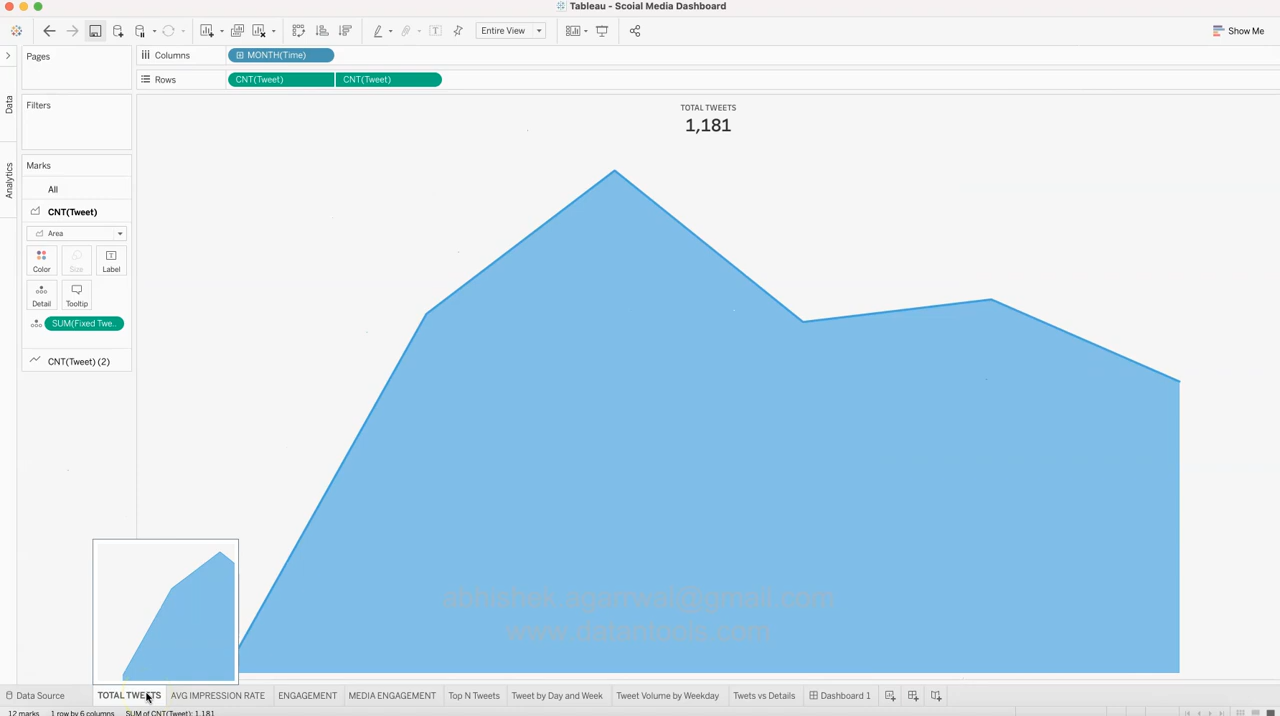 Tableau - Scoial Media Dashboard
Entire View
Show Me
Pages
Columns
MONTH(Time)
Rows
CNT(Tweet)
CNT(Tweet)
Data
Analytics
Filters
TOTAL TWEETS
1,181
Marks
All
CNT(Tweet)
Area
Color
Size
Label
Detail
Tooltip
SUM(Fixed Twe..
CNT(Tweet) (2)
abhishek.agarrwal@gmail.com
www.datantools.com
Data Source
TOTAL TWEETS
AVG IMPRESSION RATE
ENGAGEMENT
MEDIA ENGAGEMENT
Top N Tweets
Tweet by Day and Week
Tweet Volume by Weekday
Twets vs Details
Dashboard 1
12 marks
1 row by 6 columns
SUM of CNT(Tweet): 1,181